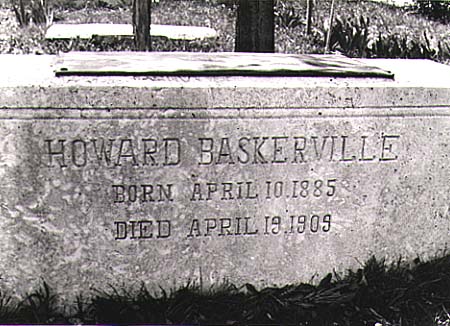 HOWARD BASKERVILLE
BORN APRIL 10.1885
DIED APRIL 19.1909